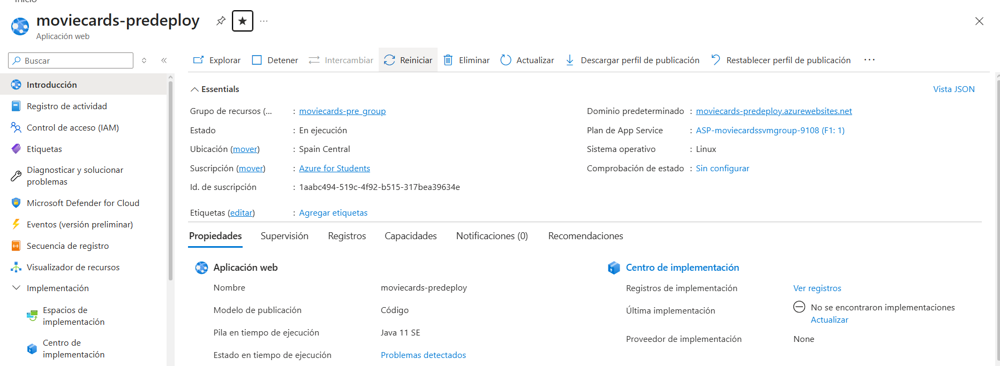 Inicio
moviecards-predeploy
Aplicación web
Buscar
Explorar
Detener
Intercambiar
Reiniciar
Eliminar
Actualizar
Descargar perfil de publicación
Restablecer perfil de publicación
Introducción
Registro de actividad
Control de acceso (IAM)
Etiquetas
Diagnosticar y solucionar
problemas
Microsoft Defender for Cloud
Eventos (versión preliminar)
Secuencia de registro
Visualizador de recursos
Implementación
Espacios de
implementación
Centro de
implementación
Essentials
Vista JSON
Grupo de recursos (... : moviecards-pre_group
Estado : En ejecución
Ubicación (mover) : Spain Central
Suscripción (mover) : Azure for Students
Id. de suscripción : 1aabc494-519c-4f92-b515-317bea39634e
Etiquetas (editar) : Agregar etiquetas
Dominio predeterminado : moviecards-predeploy.azurewebsites.net
Plan de App Service : ASP-moviecardssvmgroup-9108 (F1: 1)
Sistema operativo : Linux
Comprobación de estado : Sin configurar
Propiedades
Supervisión
Registros
Capacidades
Notificaciones (0)
Recomendaciones
Aplicación web
Nombre moviecards-predeploy
Modelo de publicación Código
Pila en tiempo de ejecución Java 11 SE
Estado en tiempo de ejecución Problemas detectados
Centro de implementación
Registros de implementación Ver registros
Última implementación No se encontraron implementaciones
Actualizar
Proveedor de implementación None